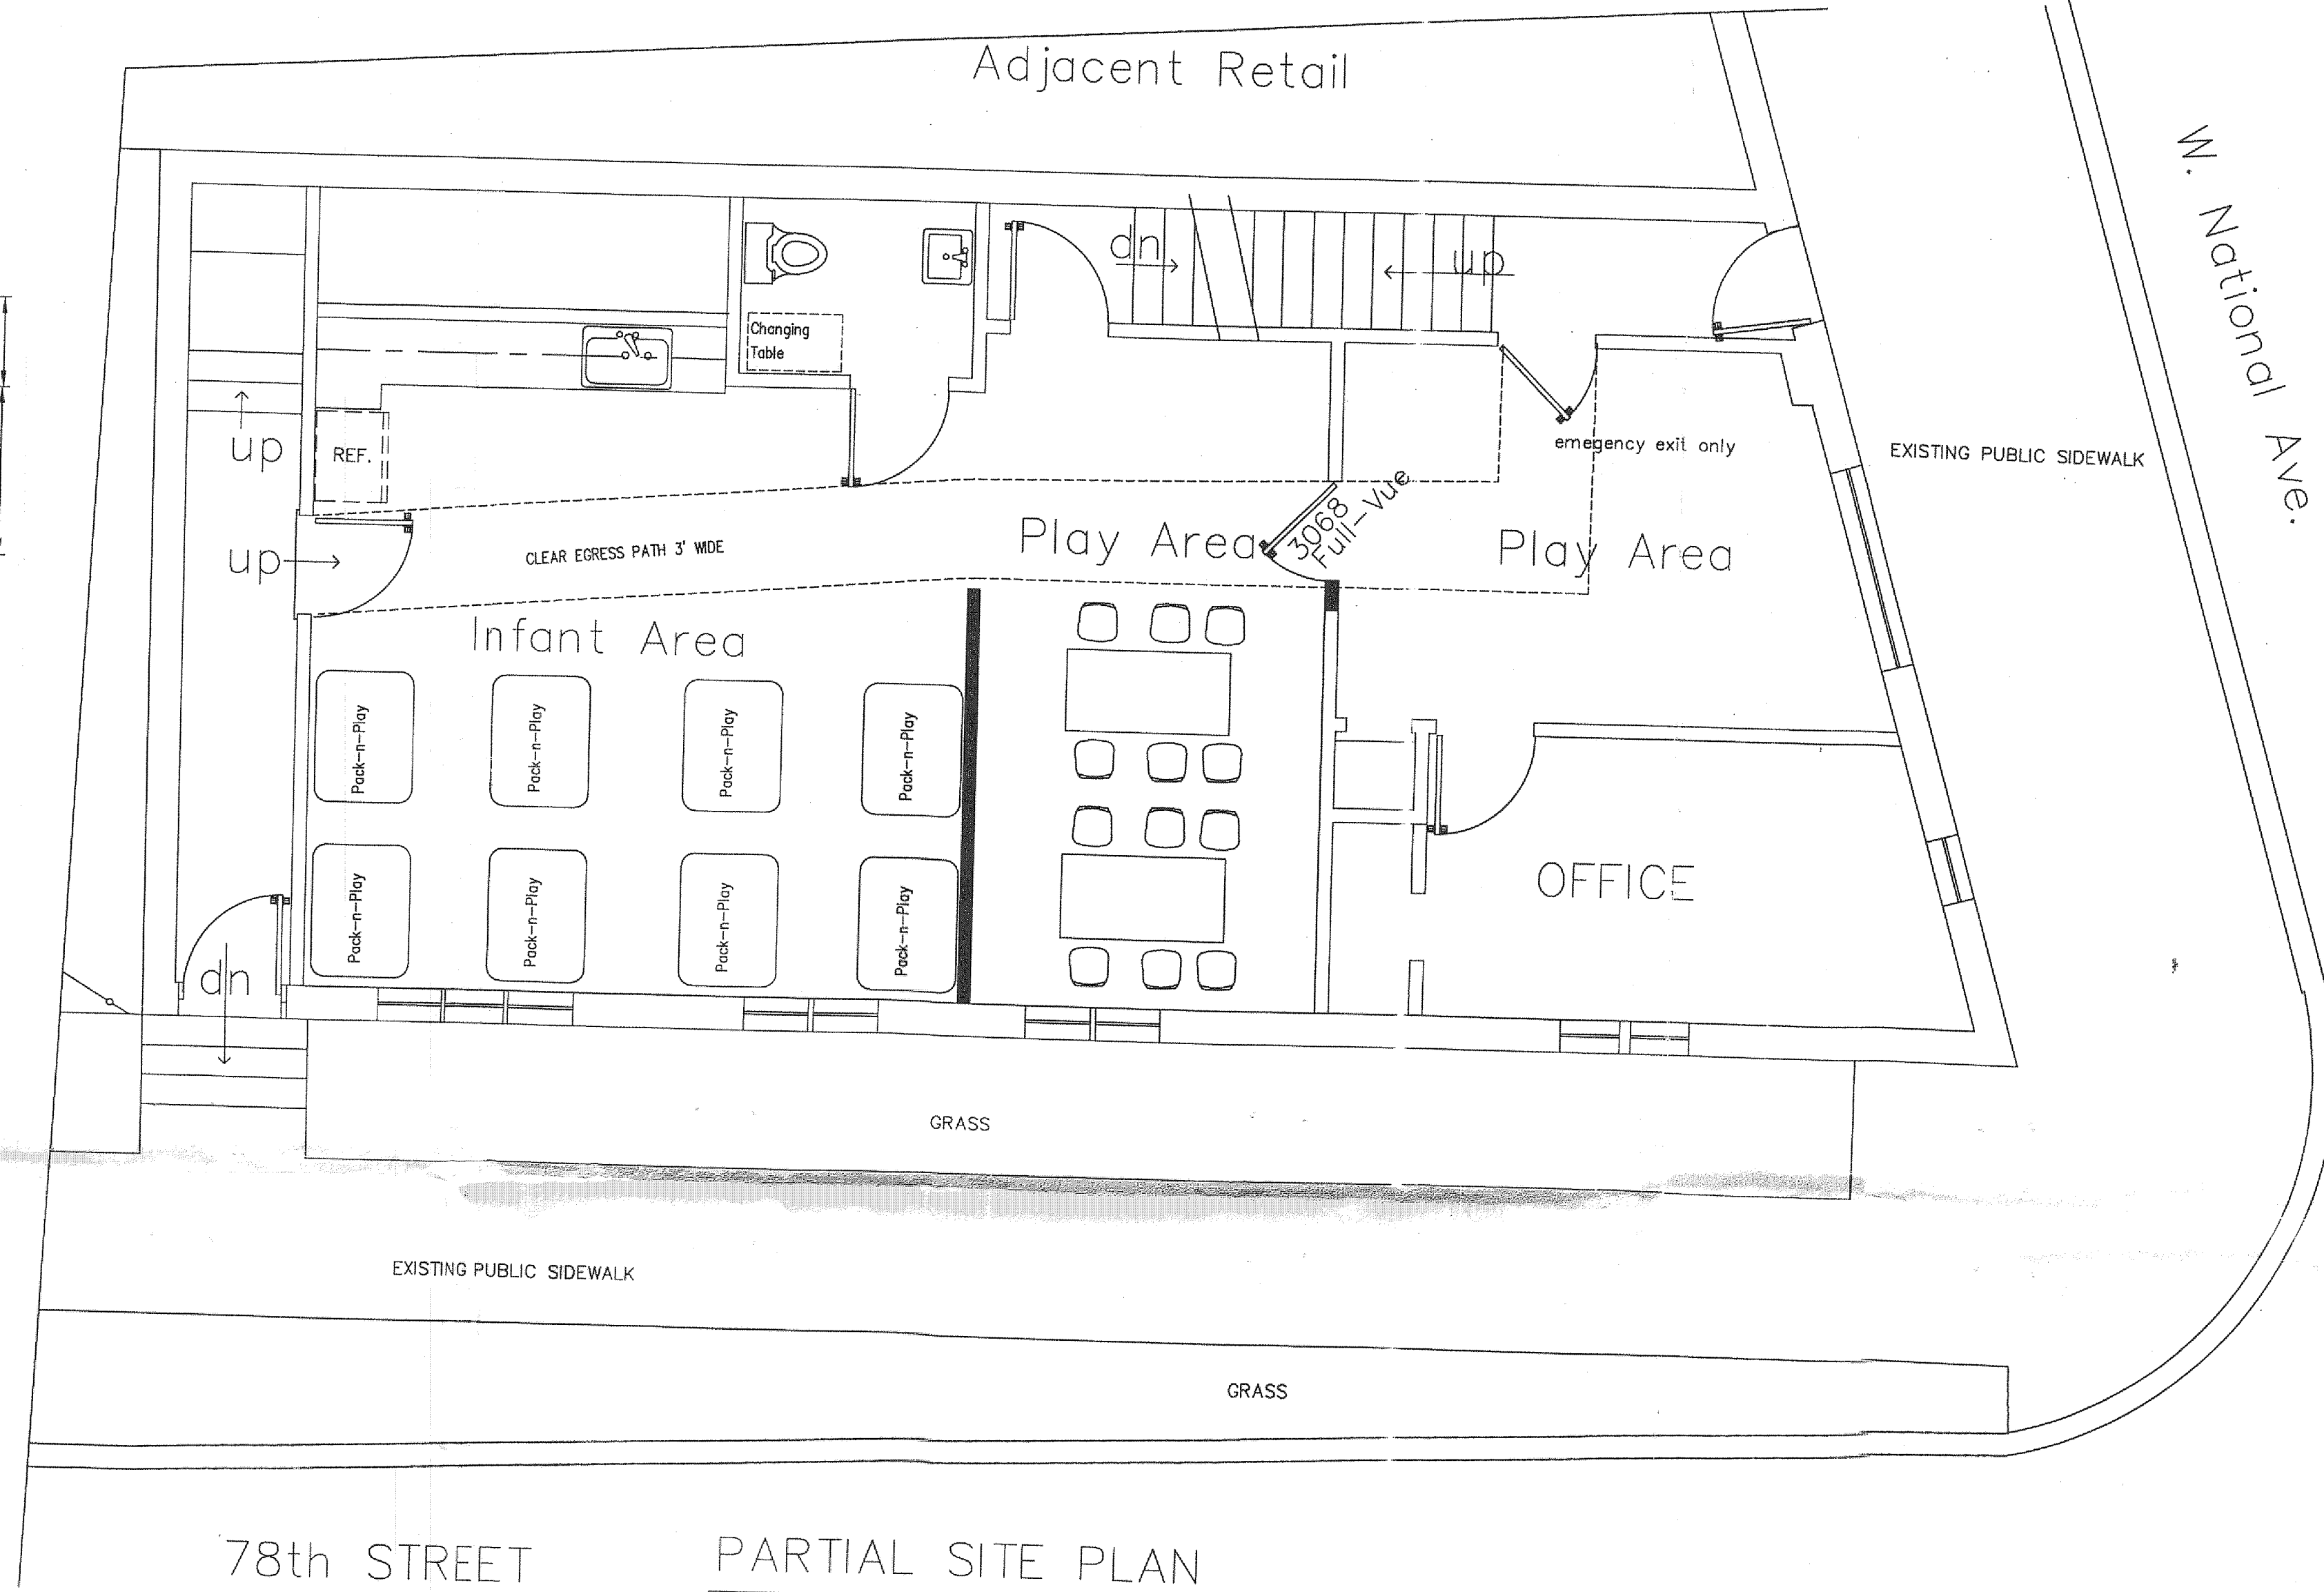 Adjacent Retail
W. National Ave.
dn
up
Changing
Table
up
REF.
emegency exit only
EXISTING PUBLIC SIDEWALK
up
CLEAR EGRESS PATH 3' WIDE
Play Area
3068
Full-Vue
Play Area
Infant Area
Pack-n-Play
Pack-n-Play
Pack-n-Play
Pack-n-Play
Pack-n-Play
Pack-n-Play
Pack-n-Play
Pack-n-Play
OFFICE
dn
GRASS
EXISTING PUBLIC SIDEWALK
GRASS
78th STREET
PARTIAL SITE PLAN